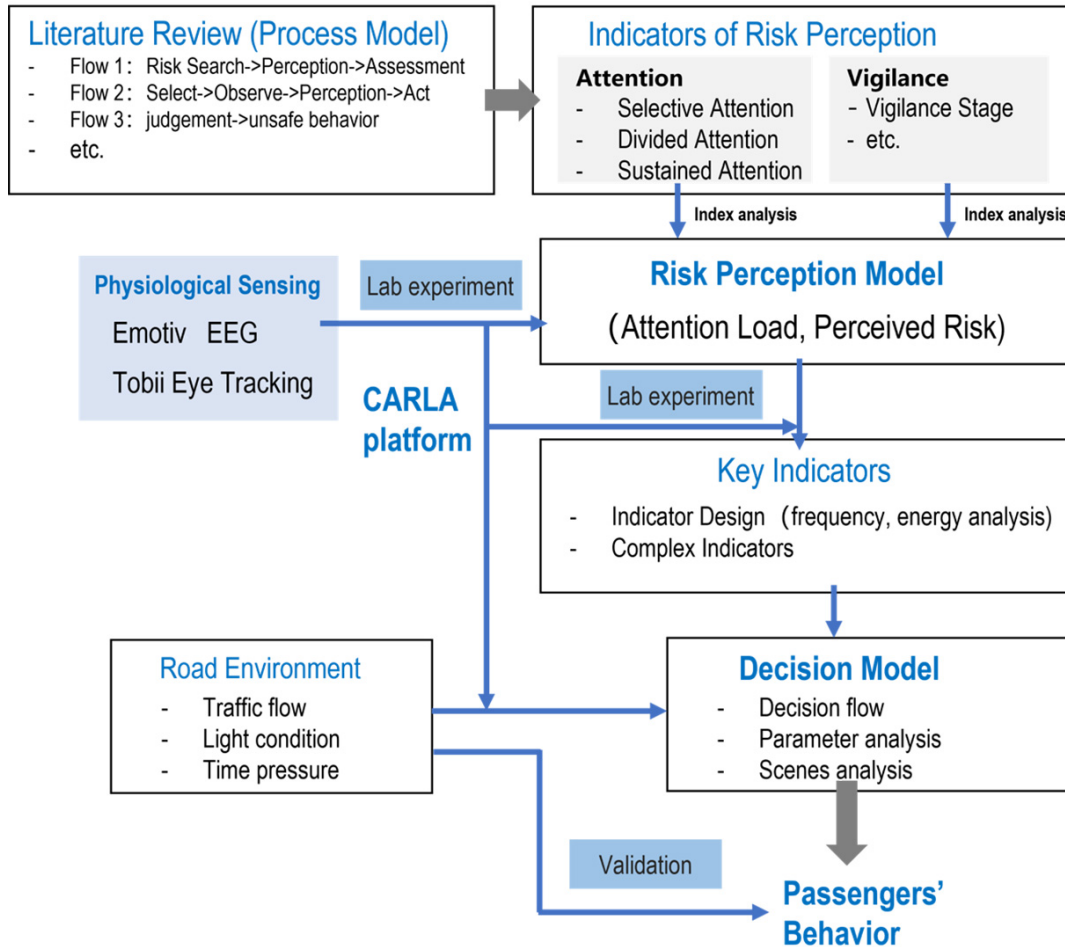 Literature Review (Process Model)
- Flow 1: Risk Search->Perception->Assessment
- Flow 2: Select->Observe->Perception->Act
- Flow 3: judgement->unsafe behavior
- etc.
Indicators of Risk Perception
Attention
- Selective Attention
- Divided Attention
- Sustained Attention
Vigilance
- Vigilance Stage
- etc.
Index analysis
Index analysis
Physiological Sensing
Emotiv EEG
Tobii Eye Tracking
Lab experiment
Risk Perception Model
(Attention Load, Perceived Risk)
CARLA
platform
Lab experiment
Key Indicators
- Indicator Design (frequency, energy analysis)
- Complex Indicators
Road Environment
- Traffic flow
- Light condition
- Time pressure
Decision Model
- Decision flow
- Parameter analysis
- Scenes analysis
Validation
Passengers'
Behavior